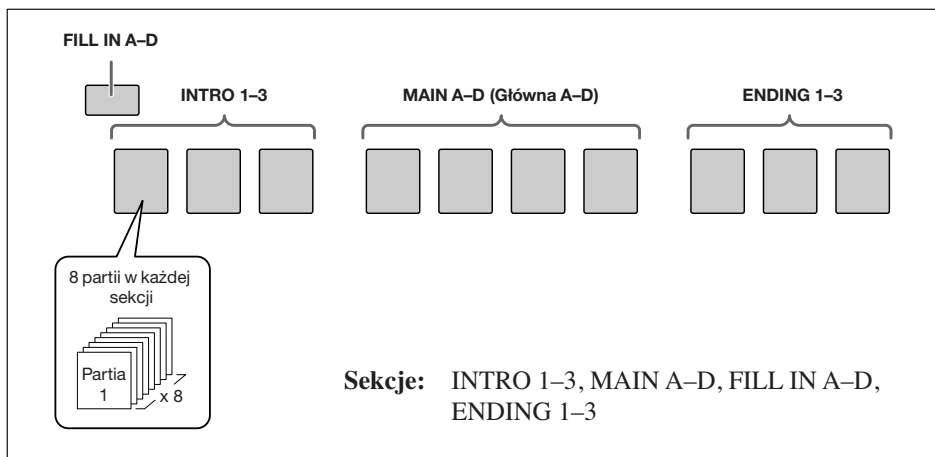 FILL IN A–D
INTRO 1–3
MAIN A–D (Główna A–D)
ENDING 1–3
8 partii w każdej
sekcji
Partia
1
x 8
Sekcje: INTRO 1–3, MAIN A–D, FILL IN A–D,
ENDING 1–3